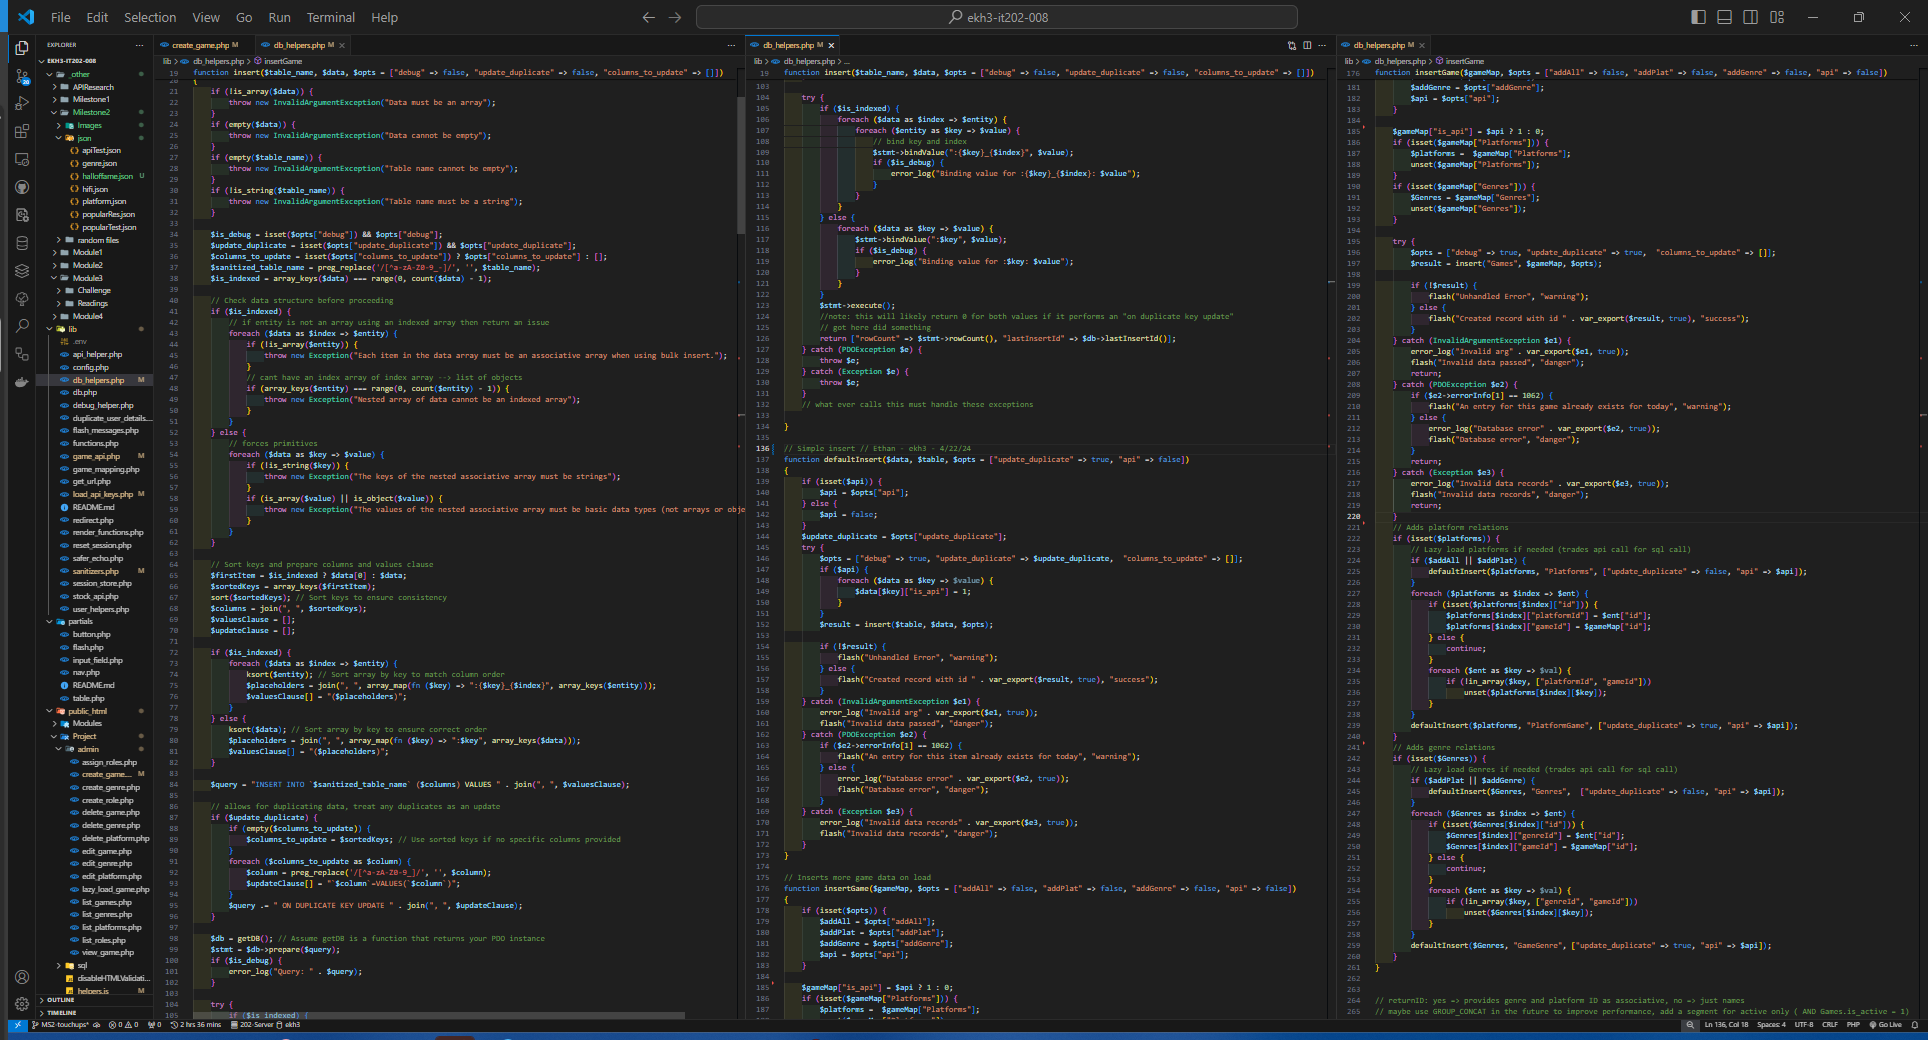 File Edit Selection View Go Run Terminal Help
ekh3-it202-008
EXPLORER
EKH3-IT202-008
_other
APIResearch
Milestone1
Milestone2
Images
json
apiTest.json
genre.json
halloffame.json U
hifi.json
platform.json
popularRes.json
popularTest.json
random files
Module1
Module2
Module3
Challenge
Readings
Module4
lib
.env
api_helper.php
config.php
db_helpers.php M
db.php
debug_helper.php
duplicate_user_details...
flash_messages.php
functions.php
game_api.php M
game_mapping.php
get_url.php
load_api_keys.php M
README.md
redirect.php
render_functions.php
reset_session.php
safer_echo.php
sanitizers.php M
session_store.php
stock_api.php
user_helpers.php
partials
button.php
flash.php
input_field.php
nav.php
README.md
table.php
public_html
Modules
Project
admin
assign_roles.php
create_game.... M
create_genre.php
create_role.php
delete_game.php
delete_genre.php
delete_platform.php
edit_game.php
edit_genre.php
edit_platform.php
lazy_load_game.php
list_games.php
list_genres.php
list_platforms.php
list_roles.php
view_game.php
sql
disableHTMLValidati...
helpers.js M
OUTLINE
TIMELINE
create_game.php M db_helpers.php M
lib > db_helpers.php > insertGame
19 function insert($table_name, $data, $opts = ["debug" => false, "update_duplicate" => false, "columns_to_update" => []])
21 if (!is_array($data)) {
22 throw new InvalidArgumentException("Data must be an array");
23 }
24 if (empty($data)) {
25 throw new InvalidArgumentException("Data cannot be empty");
26 }
27 if (empty($table_name)) {
28 throw new InvalidArgumentException("Table name cannot be empty");
29 }
30 if (!is_string($table_name)) {
31 throw new InvalidArgumentException("Table name must be a string");
32 }
33
34 $is_debug = isset($opts["debug"]) && $opts["debug"];
35 $update_duplicate = isset($opts["update_duplicate"]) && $opts["update_duplicate"];
36 $columns_to_update = isset($opts["columns_to_update"]) ? $opts["columns_to_update"] : [];
37 $sanitized_table_name = preg_replace('/[^a-zA-Z0-9_-]/', '', $table_name);
38 $is_indexed = array_keys($data) === range(0, count($data) - 1);
39
40 // Check data structure before proceeding
41 if ($is_indexed) {
42 // if entity is not an array using an indexed array then return an issue
43 foreach ($data as $index => $entity) {
44 if (!is_array($entity)) {
45 throw new Exception("Each item in the data array must be an associative array when using bulk insert.");
46 }
47 // cant have an index array of index array --> list of objects
48 if (array_keys($entity) === range(0, count($entity) - 1)) {
49 throw new Exception("Nested array of data cannot be an indexed array");
50 }
51 }
52 } else {
53 // forces primitives
54 foreach ($data as $key => $value) {
55 if (!is_string($key)) {
56 throw new Exception("The keys of the nested associative array must be strings");
57 }
58 if (is_array($value) || is_object($value)) {
59 throw new Exception("The values of the nested associative array must be basic data types (not arrays or obje
60 }
61 }
62 }
63
64 // Sort keys and prepare columns and values clause
65 $firstItem = $is_indexed ? $data[0] : $data;
66 $sortedKeys = array_keys($firstItem);
67 sort($sortedKeys); // Sort keys to ensure consistency
68 $columns = join(", ", $sortedKeys);
69 $valuesClause = [];
70 $updateClause = [];
71
72 if ($is_indexed) {
73 foreach ($data as $index => $entity) {
74 ksort($entity); // Sort array by key to match column order
75 $placeholders = join(", ", array_map(fn ($key) => ":{$key}_{$index}", array_keys($entity)));
76 $valuesClause[] = "($placeholders)";
77 }
78 } else {
79 ksort($data); // Sort array by key to ensure correct order
80 $placeholders = join(", ", array_map(fn ($key) => ":$key", array_keys($data)));
81 $valuesClause[] = "($placeholders)";
82 }
83
84 $query = "INSERT INTO `$sanitized_table_name` ($columns) VALUES " . join(", ", $valuesClause);
85
86 // allows for duplicating data, treat any duplicates as an update
87 if ($update_duplicate) {
88 if (empty($columns_to_update)) {
89 $columns_to_update = $sortedKeys; // Use sorted keys if no specific columns provided
90 }
91 foreach ($columns_to_update as $column) {
92 $column = preg_replace('/[^a-zA-Z0-9_]/', '', $column);
93 $updateClause[] = "`$column`=VALUES(`$column`)";
94 }
95 $query .= " ON DUPLICATE KEY UPDATE " . join(", ", $updateClause);
96 }
97
98 $db = getDB(); // Assume getDB is a function that returns your PDO instance
99 $stmt = $db->prepare($query);
100 if ($is_debug) {
101 error_log("Query: " . $query);
102 }
103
104 try {
105 if ($is_indexed) {
db_helpers.php M
lib > db_helpers.php > ...
19 function insert($table_name, $data, $opts = ["debug" => false, "update_duplicate" => false, "columns_to_update" => []])
103
104 try {
105 if ($is_indexed) {
106 foreach ($data as $index => $entity) {
107 foreach ($entity as $key => $value) {
108 // bind key and index
109 $stmt->bindValue(":{$key}_{$index}", $value);
110 if ($is_debug) {
111 error_log("Binding value for :{$key}_{$index}: $value");
112 }
113 }
114 }
115 } else {
116 foreach ($data as $key => $value) {
117 $stmt->bindValue(":$key", $value);
118 if ($is_debug) {
119 error_log("Binding value for :$key: $value");
120 }
121 }
122 }
123 $stmt->execute();
124 //note: this will likely return 0 for both values if it performs an "on duplicate key update"
125 // got here did something
126 return ["rowCount" => $stmt->rowCount(), "lastInsertId" => $db->lastInsertId()];
127 } catch (PDOException $e) {
128 throw $e;
129 } catch (Exception $e) {
130 throw $e;
131 }
132 // what ever calls this must handle these exceptions
133
134 }
135
136 // Simple insert // Ethan - ekh3 - 4/22/24
137 function defaultInsert($data, $table, $opts = ["update_duplicate" => true, "api" => false])
138 {
139 if (isset($api)) {
140 $api = $opts["api"];
141 } else {
142 $api = false;
143 }
144 $update_duplicate = $opts["update_duplicate"];
145 try {
146 $opts = ["debug" => true, "update_duplicate" => $update_duplicate, "columns_to_update" => []];
147 if ($api) {
148 foreach ($data as $key => $value) {
149 $data[$key]["is_api"] = 1;
150 }
151 }
152 $result = insert($table, $data, $opts);
153
154 if (!$result) {
155 flash("Unhandled Error", "warning");
156 } else {
157 flash("Created record with id " . var_export($result, true), "success");
158 }
159 } catch (InvalidArgumentException $e1) {
160 error_log("Invalid arg" . var_export($e1, true));
161 flash("Invalid data passed", "danger");
162 } catch (PDOException $e2) {
163 if ($e2->errorInfo[1] == 1062) {
164 flash("An entry for this item already exists for today", "warning");
165 } else {
166 error_log("Database error" . var_export($e2, true));
167 flash("Database error", "danger");
168 }
169 } catch (Exception $e3) {
170 error_log("Invalid data records" . var_export($e3, true));
171 flash("Invalid data records", "danger");
172 }
173 }
174
175 // Inserts more game data on load
176 function insertGame($gameMap, $opts = ["addAll" => false, "addPlat" => false, "addGenre" => false, "api" => false])
177 {
178 if (isset($opts)) {
179 $addAll = $opts["addAll"];
180 $addPlat = $opts["addPlat"];
181 $addGenre = $opts["addGenre"];
182 $api = $opts["api"];
183 }
184
185 $gameMap["is_api"] = $api ? 1 : 0;
186 if (isset($gameMap["Platforms"])) {
187 $platforms = $gameMap["Platforms"];
db_helpers.php M
lib > db_helpers.php > insertGame
176 function insertGame($gameMap, $opts = ["addAll" => false, "addPlat" => false, "addGenre" => false, "api" => false])
181 $addGenre = $opts["addGenre"];
182 $api = $opts["api"];
183 }
184
185 $gameMap["is_api"] = $api ? 1 : 0;
186 if (isset($gameMap["Platforms"])) {
187 $platforms = $gameMap["Platforms"];
188 unset($gameMap["Platforms"]);
189 }
190 if (isset($gameMap["Genres"])) {
191 $Genres = $gameMap["Genres"];
192 unset($gameMap["Genres"]);
193 }
194
195 try {
196 $opts = ["debug" => true, "update_duplicate" => true, "columns_to_update" => []];
197 $result = insert("Games", $gameMap, $opts);
198
199 if (!$result) {
200 flash("Unhandled Error", "warning");
201 } else {
202 flash("Created record with id " . var_export($result, true), "success");
203 }
204 } catch (InvalidArgumentException $e1) {
205 error_log("Invalid arg" . var_export($e1, true));
206 flash("Invalid data passed", "danger");
207 return;
208 } catch (PDOException $e2) {
209 if ($e2->errorInfo[1] == 1062) {
210 flash("An entry for this game already exists for today", "warning");
211 } else {
212 error_log("Database error" . var_export($e2, true));
213 flash("Database error", "danger");
214 }
215 return;
216 } catch (Exception $e3) {
217 error_log("Invalid data records" . var_export($e3, true));
218 flash("Invalid data records", "danger");
219 return;
220 }
221 // Adds platform relations
222 if (isset($platforms)) {
223 // Lazy load platforms if needed (trades api call for sql call)
224 if ($addAll || $addPlat) {
225 defaultInsert($platforms, "Platforms", ["update_duplicate" => false, "api" => $api]);
226 }
227 foreach ($platforms as $index => $ent) {
228 if (isset($platforms[$index]["id"])) {
229 $platforms[$index]["platformId"] = $ent["id"];
230 $platforms[$index]["gameId"] = $gameMap["id"];
231 } else {
232 continue;
233 }
234 foreach ($ent as $key => $val) {
235 if (!in_array($key, ["platformId", "gameId"]))
236 unset($platforms[$index][$key]);
237 }
238 }
239 defaultInsert($platforms, "PlatformGame", ["update_duplicate" => true, "api" => $api]);
240 }
241 // Adds genre relations
242 if (isset($Genres)) {
243 // Lazy load Genres if needed (trades api call for sql call)
244 if ($addPlat || $addGenre) {
245 defaultInsert($Genres, "Genres", ["update_duplicate" => false, "api" => $api]);
246 }
247 foreach ($Genres as $index => $ent) {
248 if (isset($Genres[$index]["id"])) {
249 $Genres[$index]["genreId"] = $ent["id"];
250 $Genres[$index]["gameId"] = $gameMap["id"];
251 } else {
252 continue;
253 }
254 foreach ($ent as $key => $val) {
255 if (!in_array($key, ["genreId", "gameId"]))
256 unset($Genres[$index][$key]);
257 }
258 }
259 defaultInsert($Genres, "GameGenre", ["update_duplicate" => true, "api" => $api]);
260 }
261 }
262
263
264 // returnID: yes => provides genre and platform ID as associative, no => just names
265 // maybe use GROUP_CONCAT in the future to improve performance, add a segment for active only ( AND Games.is_active = 1)
MS2-touchups* 0 0 0 2 hrs 36 mins 202-Server ekh3
Ln 136, Col 18 Spaces: 4 UTF-8 CRLF PHP Go Live